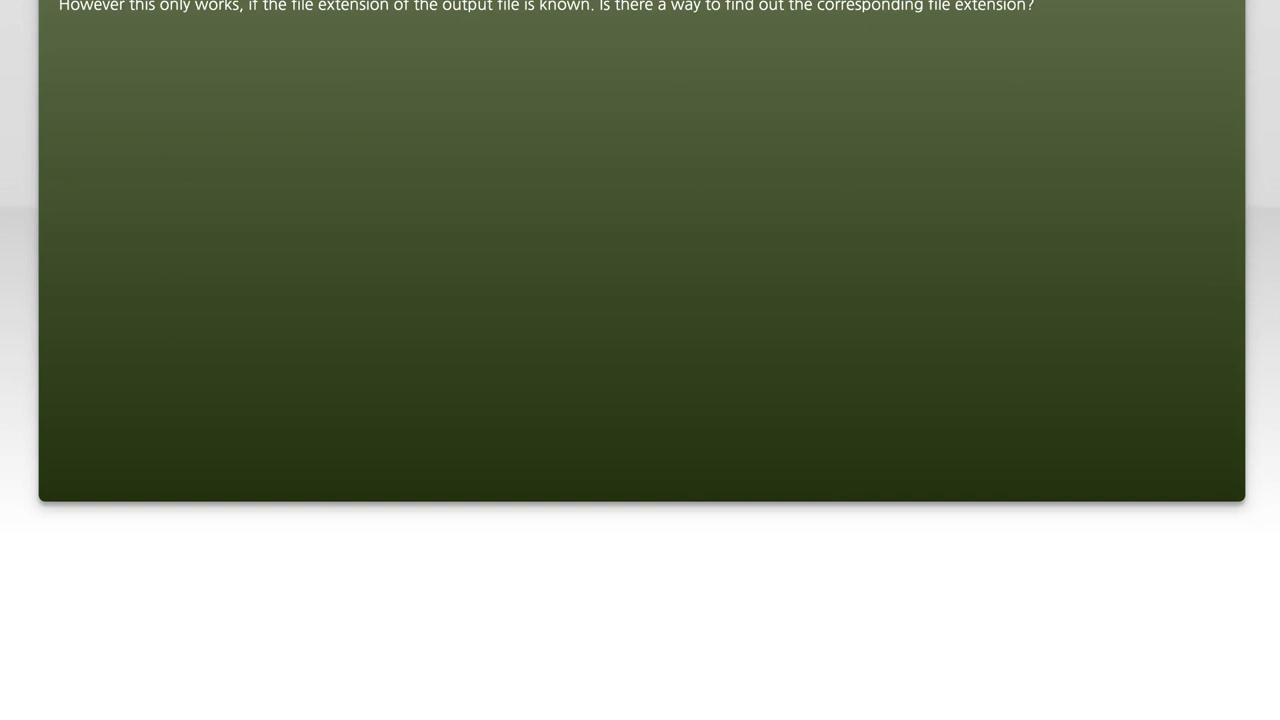 However this only works, if the file extension of the output file is known. Is there a way to find out the corresponding file extension?